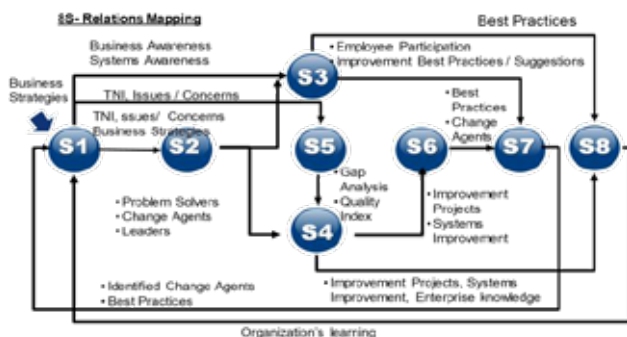 8S- Relations Mapping
Best Practices
Business Awareness
Systems Awareness
• Employee Participation
• Improvement Best Practices / Suggestions
S3
Business
Strategies
TNI, Issues / Concerns
TNI, ssues/ Concerns
Business Strategies
• Best
Practices
• Change
Agents
S1
S2
S5
S6
S7
S8
• Gap
Analysis
• Quality
Index
• Problem Solvers
• Change Agents
• Leaders
S4
• Improvement
Projects
• Systems
Improvement
• Identified Change Agents
• Best Practices
• Improvement Projects, Systems
Improvement, Enterprise knowledge
Organization's learning